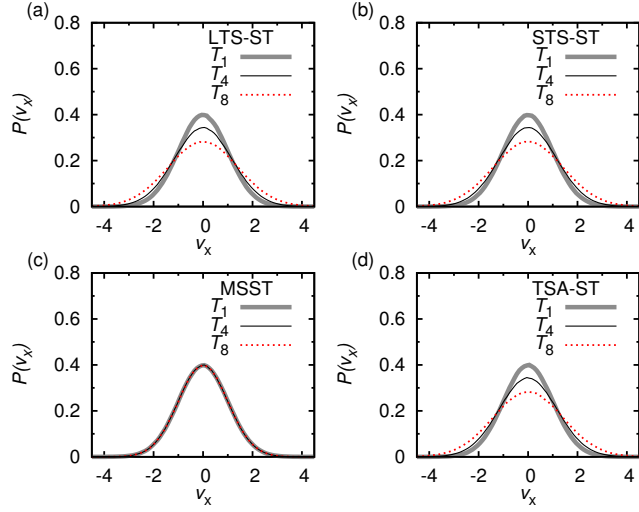 (a)
LTS-ST
T1
T4
T8
P(vx)
0.8
0.6
0.4
0.2
0
-4 -2 0 2 4
vx
(b)
STS-ST
T1
T4
T8
P(vx)
0.8
0.6
0.4
0.2
0
-4 -2 0 2 4
vx
(c)
MSST
T1
T4
T8
P(vx)
0.8
0.6
0.4
0.2
0
-4 -2 0 2 4
vx
(d)
TSA-ST
T1
T4
T8
P(vx)
0.8
0.6
0.4
0.2
0
-4 -2 0 2 4
vx